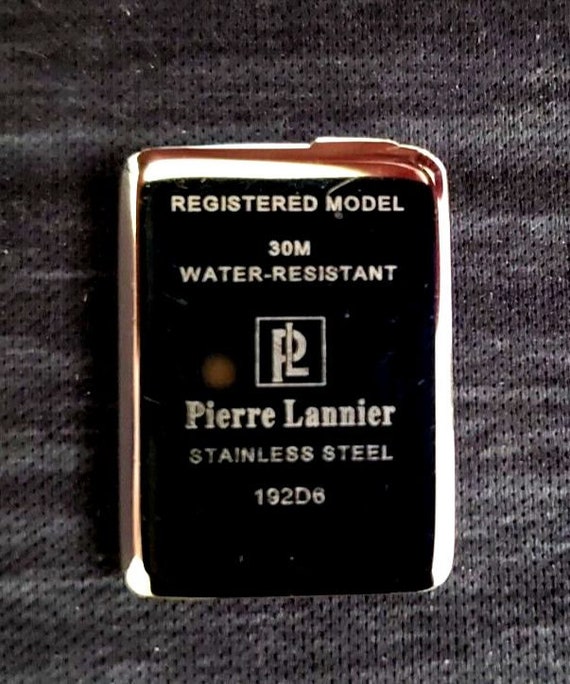 REGISTERED MODEL
30M
WATER-RESISTANT
PL
Pierre Lannier
STAINLESS STEEL
192D6